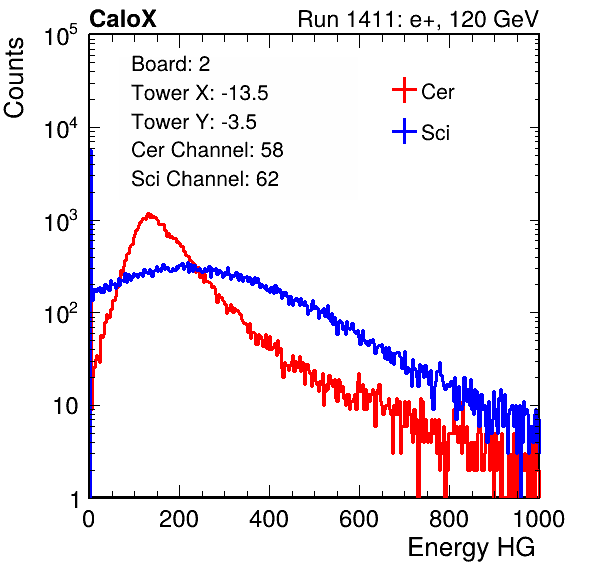 CaloX Run 1411: e+, 120 GeV
Counts
Board: 2
Tower X: -13.5
Tower Y: -3.5
Cer Channel: 58
Sci Channel: 62
Cer
Sci
10^5
10^4
10^3
10^2
10
1
0 200 400 600 800 1000
Energy HG